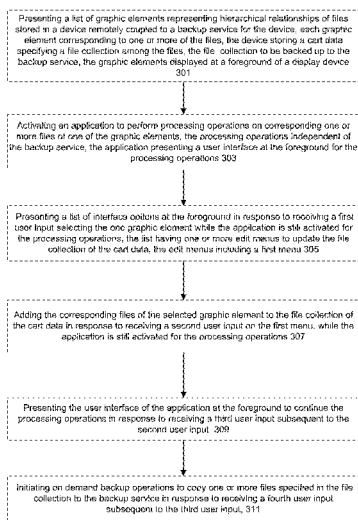 Presenting a list of graphic elements representing hierarchical relationships of files
stored in a device remotely coupled to a backup service for the device, each graphic
element corresponding to one or more of the files, the device storing a cart data
specifying a file collection among the files, the file collection to be backed up to the
backup service, the graphic elements displayed at a foreground of a display device
301
Activating an application to perform processing operations on corresponding one or
more files of one of the graphic elements, the processing operations independent of
the backup service, the application presenting a user interface at the foreground for
the processing operations 303
Presenting a list of interface options at the foreground in response to receiving a first
user input selecting the one graphic element while the application is still activated for
the processing operations, the list having one or more edit menus to update the file
collection of the cart data, the edit menus including a first menu 305
Adding the corresponding files of the selected graphic element to the file collection of
the cart data in response to receiving a second user input on the first menu, while the
application is still activated for the processing operations 307
Presenting the user interface of the application at the foreground to continue the
processing operations in response to receiving a third user input subsequent to the
second user input 309
Initiating on demand backup operations to copy one or more files specified in the file
collection to the backup service in response to receiving a fourth user input
subsequent to the third user input, 311